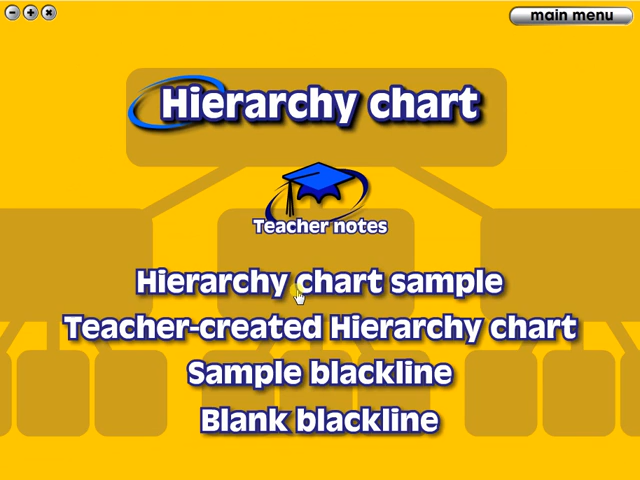 main menu
Hierarchy chart
Teacher notes
Hierarchy chart sample
Teacher-created Hierarchy chart
Sample blackline
Blank blackline